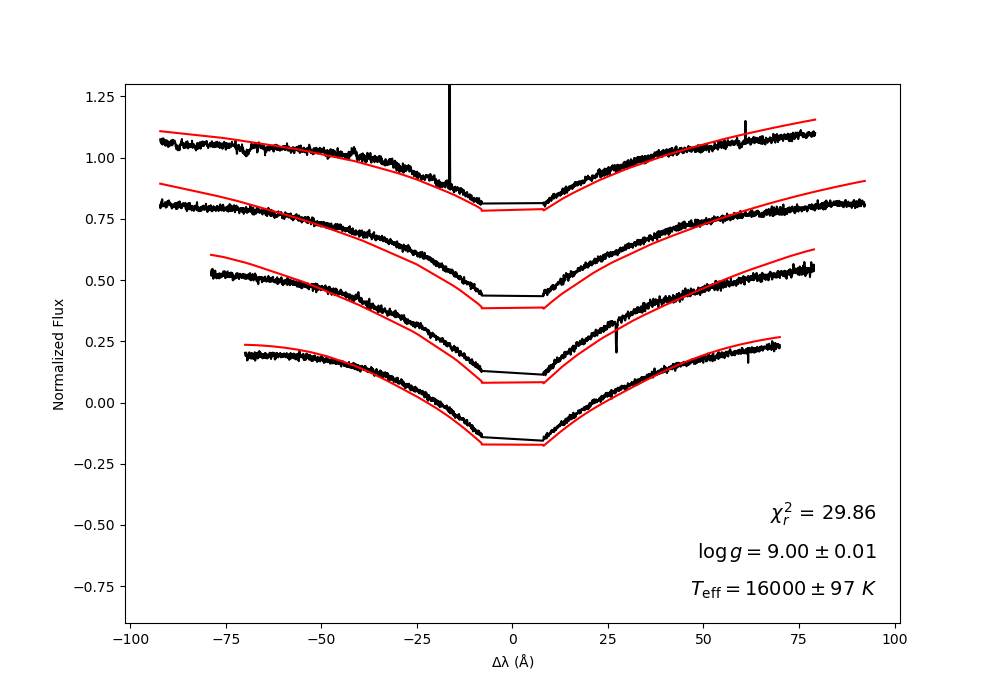 1.25
1.00
0.75
0.50
0.25
0.00
−0.25
−0.50
−0.75
Normalized Flux
χ²ᵣ = 29.86
log g = 9.00 ± 0.01
T_eff = 16000 ± 97 K
−100 −75 −50 −25 0 25 50 75 100
Δλ (Å)